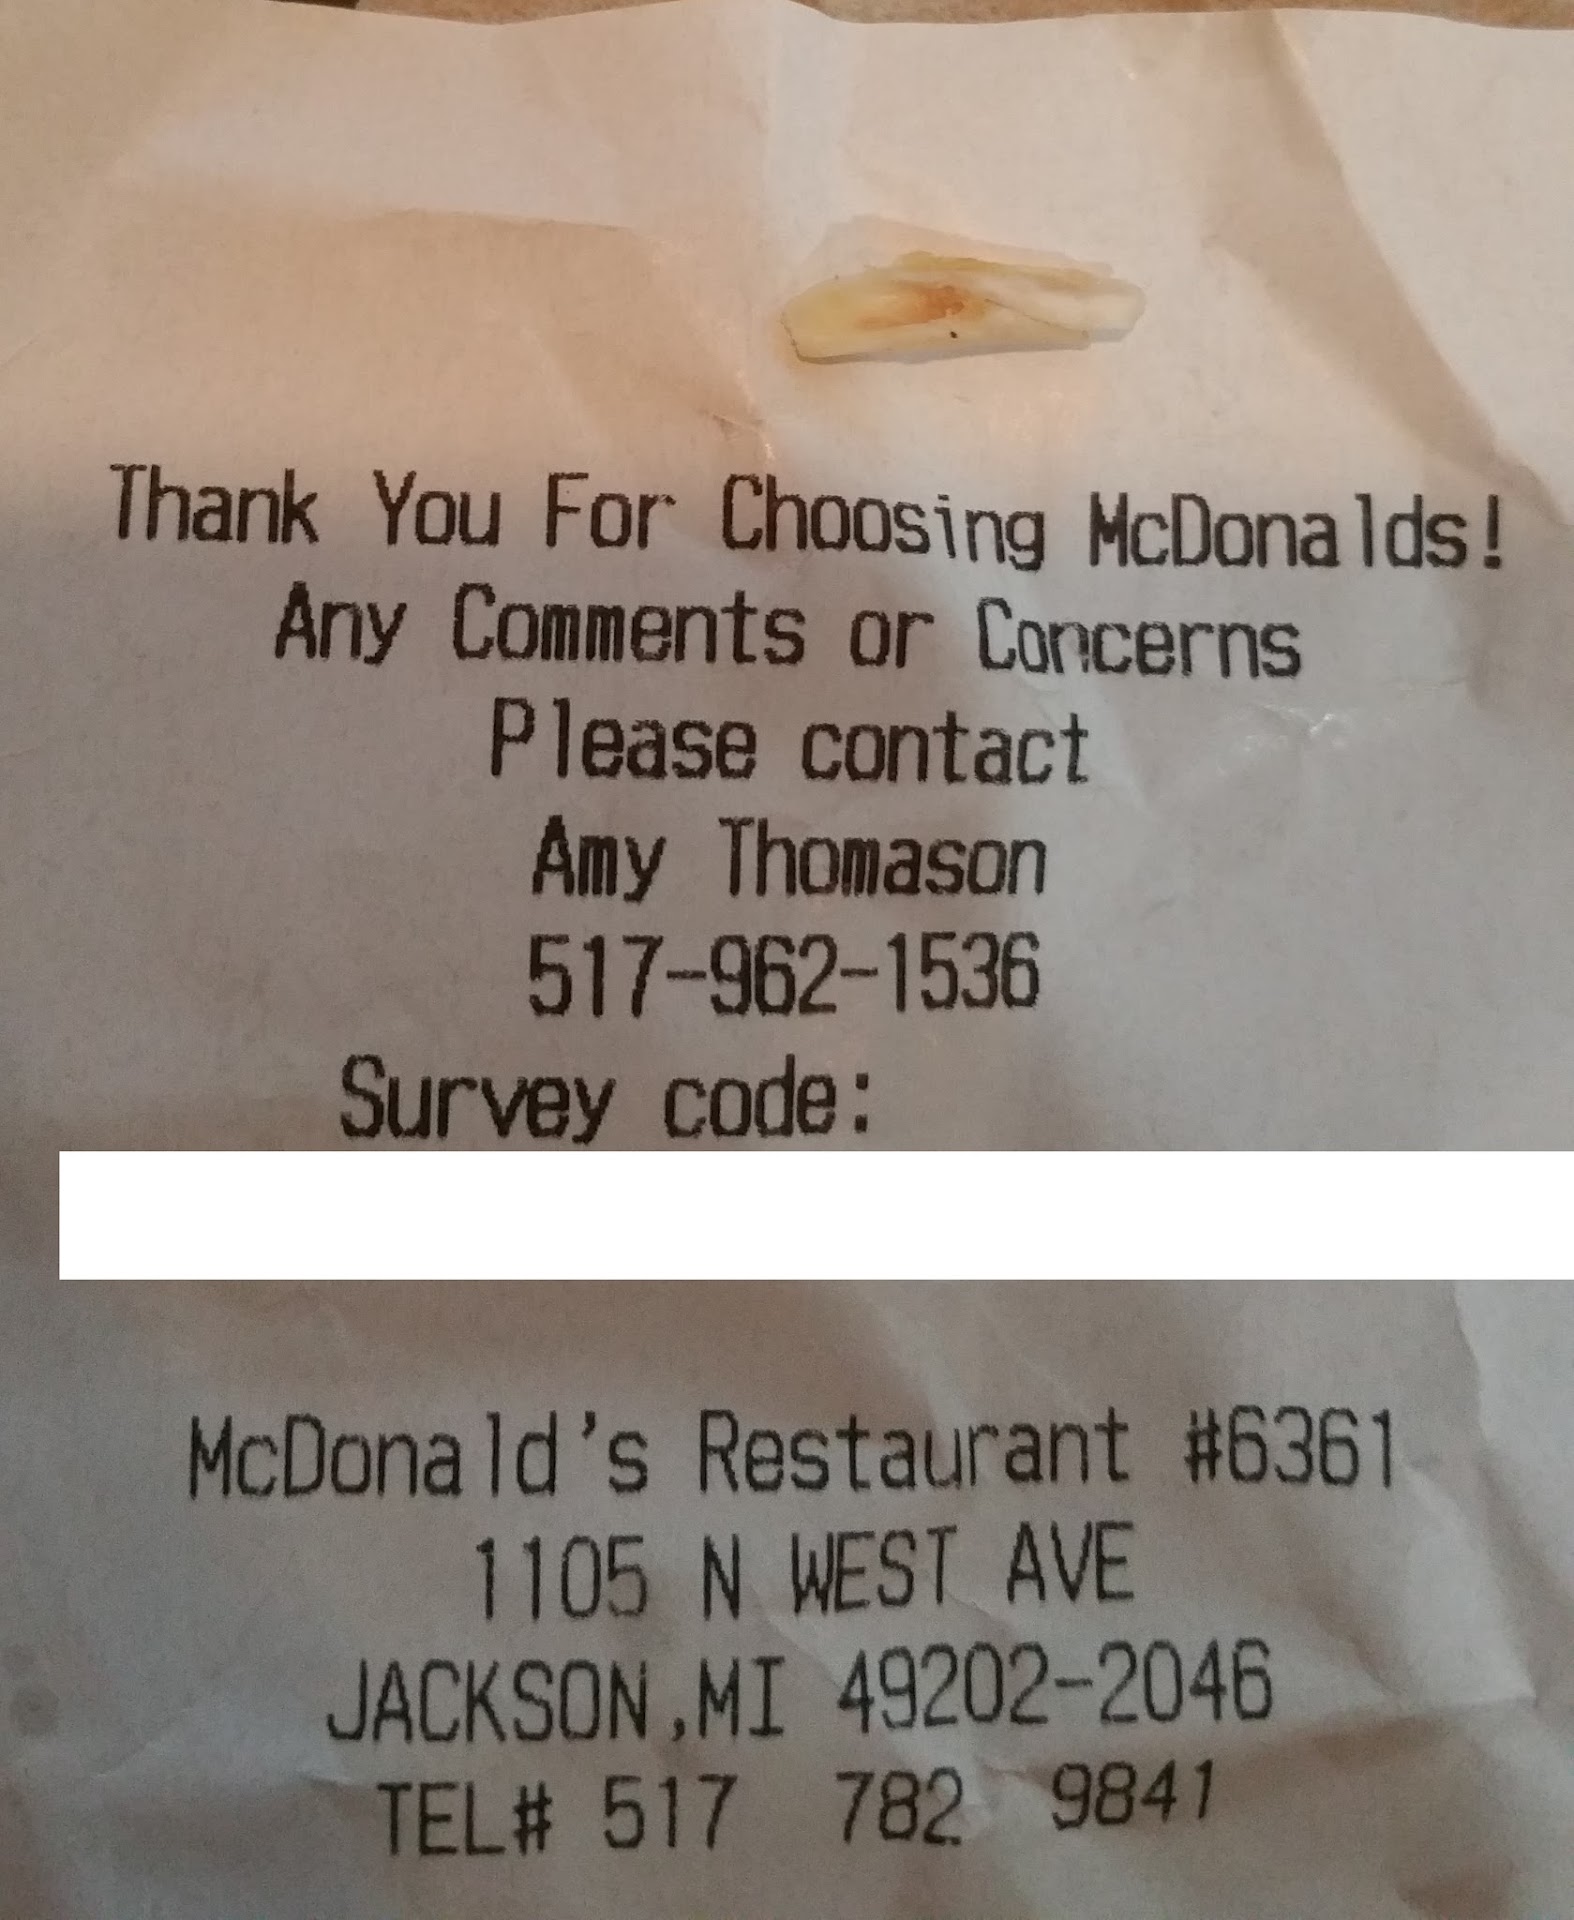 Thank You For Choosing McDonalds!
Any Comments or Concerns
Please contact
Amy Thomason
517-962-1536
Survey code:
McDonald's Restaurant #6361
1105 N WEST AVE
JACKSON,MI 49202-2046
TEL# 517 782 9841